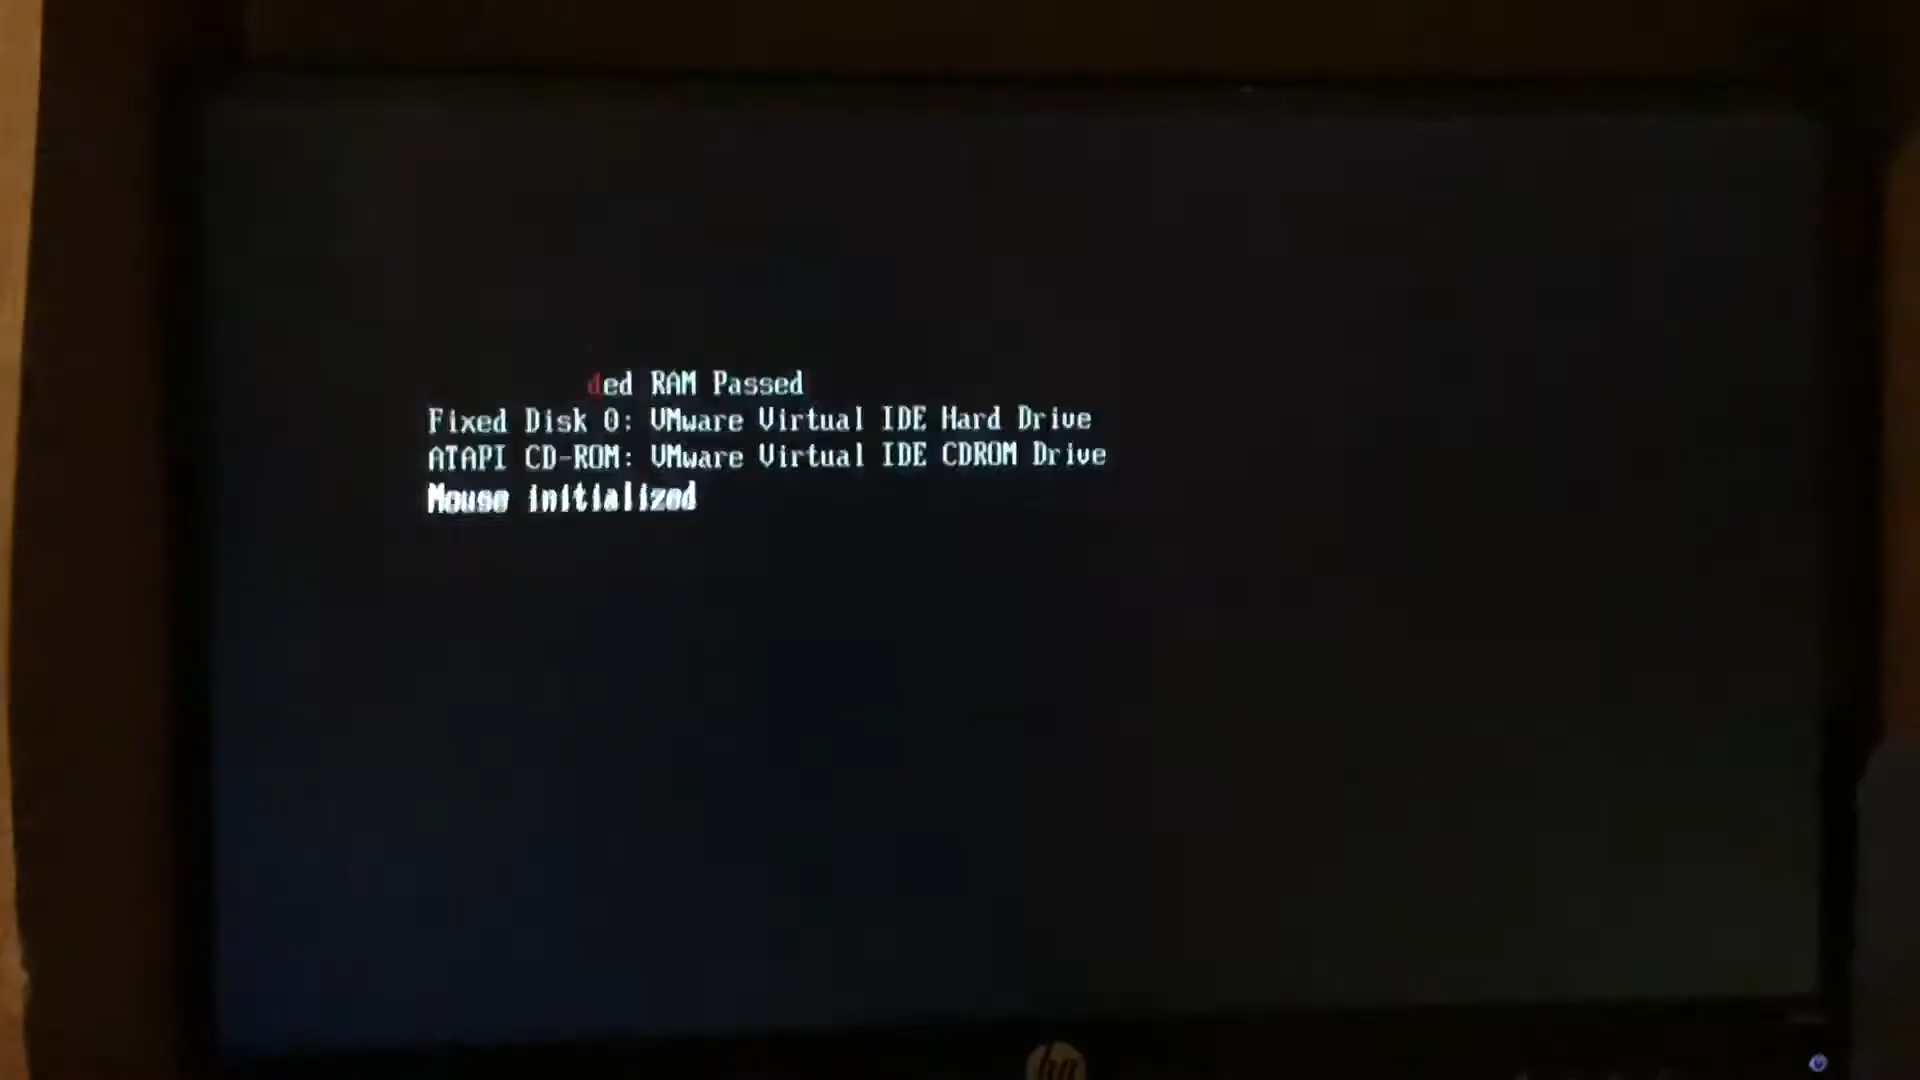 ded RAM Passed
Fixed Disk 0: VMware Virtual IDE Hard Drive
ATAPI CD-ROM: VMware Virtual IDE CDROM Drive
Mouse initialized
hp